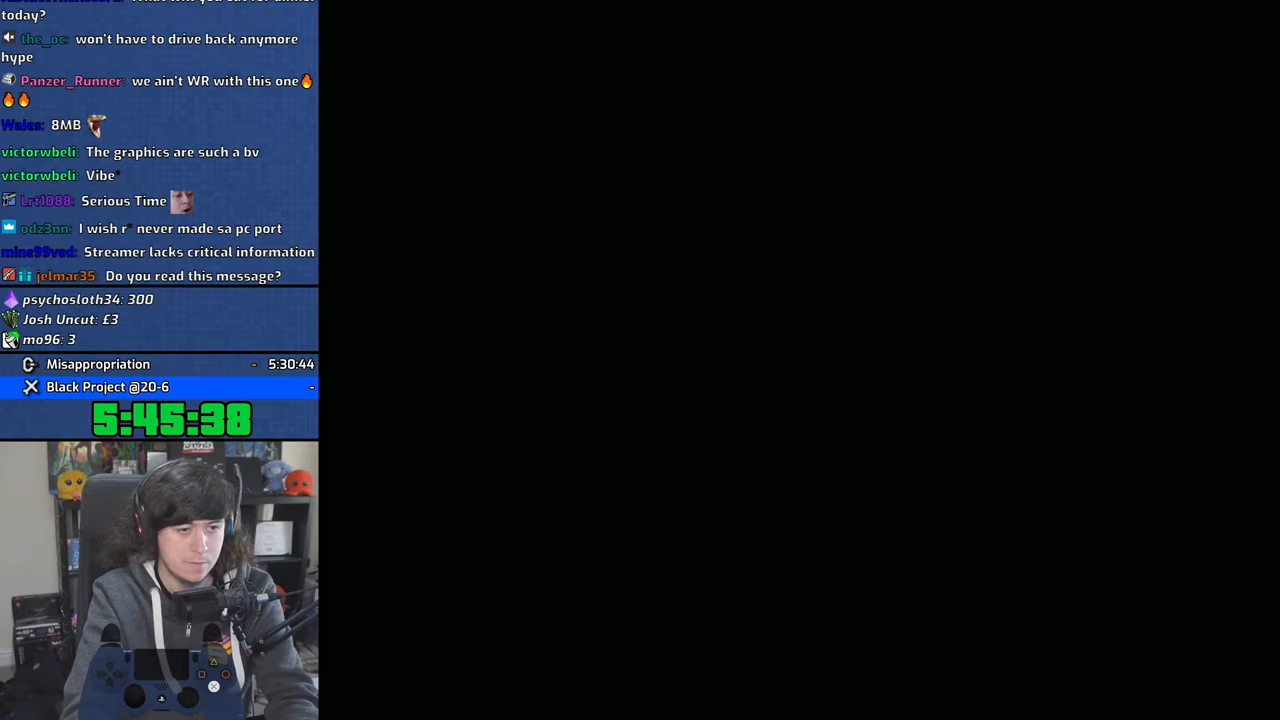 today?
the_oc: won't have to drive back anymore
hype
Panzer_Runner: we ain't WR with this one🔥
🔥🔥
Wales: 8MB
victorwbeli: The graphics are such a bv
victorwbeli: Vibe*
Lrt1088: Serious Time
odz3nn: I wish r* never made sa pc port
mine99ved: Streamer lacks critical information
jelmar35: Do you read this message?
psychosloth34: 300
Josh Uncut: £3
mo96: 3
Misappropriation - 5:30:44
Black Project @20-6 -
5:45:38
CANADA